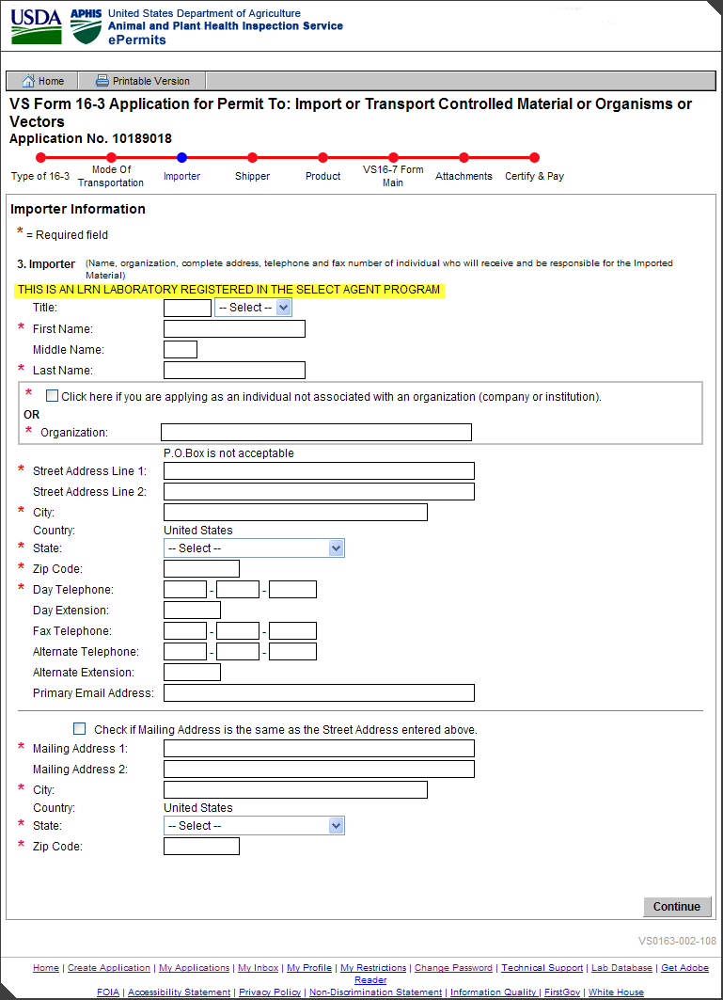 USDA APHIS United States Department of Agriculture
Animal and Plant Health Inspection Service
ePermits
Home Printable Version
VS Form 16-3 Application for Permit To: Import or Transport Controlled Material or Organisms or
Vectors
Application No. 10189018
Type of 16-3 Mode Of Transportation Importer Shipper Product VS16-7 Form Main Attachments Certify & Pay
Importer Information
* = Required field
3. Importer (Name, organization, complete address, telephone and fax number of individual who will receive and be responsible for the Imported
Material)
THIS IS AN LRN LABORATORY REGISTERED IN THE SELECT AGENT PROGRAM
Title: -- Select --
* First Name:
Middle Name:
* Last Name:
* Click here if you are applying as an individual not associated with an organization (company or institution).
OR
* Organization:
P.O.Box is not acceptable
* Street Address Line 1:
Street Address Line 2:
* City:
Country: United States
* State: -- Select --
* Zip Code:
* Day Telephone: - -
Day Extension:
Fax Telephone: - -
Alternate Telephone: - -
Alternate Extension:
Primary Email Address:
Check if Mailing Address is the same as the Street Address entered above.
* Mailing Address 1:
Mailing Address 2:
* City:
Country: United States
* State: -- Select --
* Zip Code:
Continue
VS0163-002-108
Home | Create Application | My Applications | My Inbox | My Profile | My Restrictions | Change Password | Technical Support | Lab Database | Get Adobe
Reader
FOIA | Accessibility Statement | Privacy Policy | Non-Discrimination Statement | Information Quality | FirstGov | White House